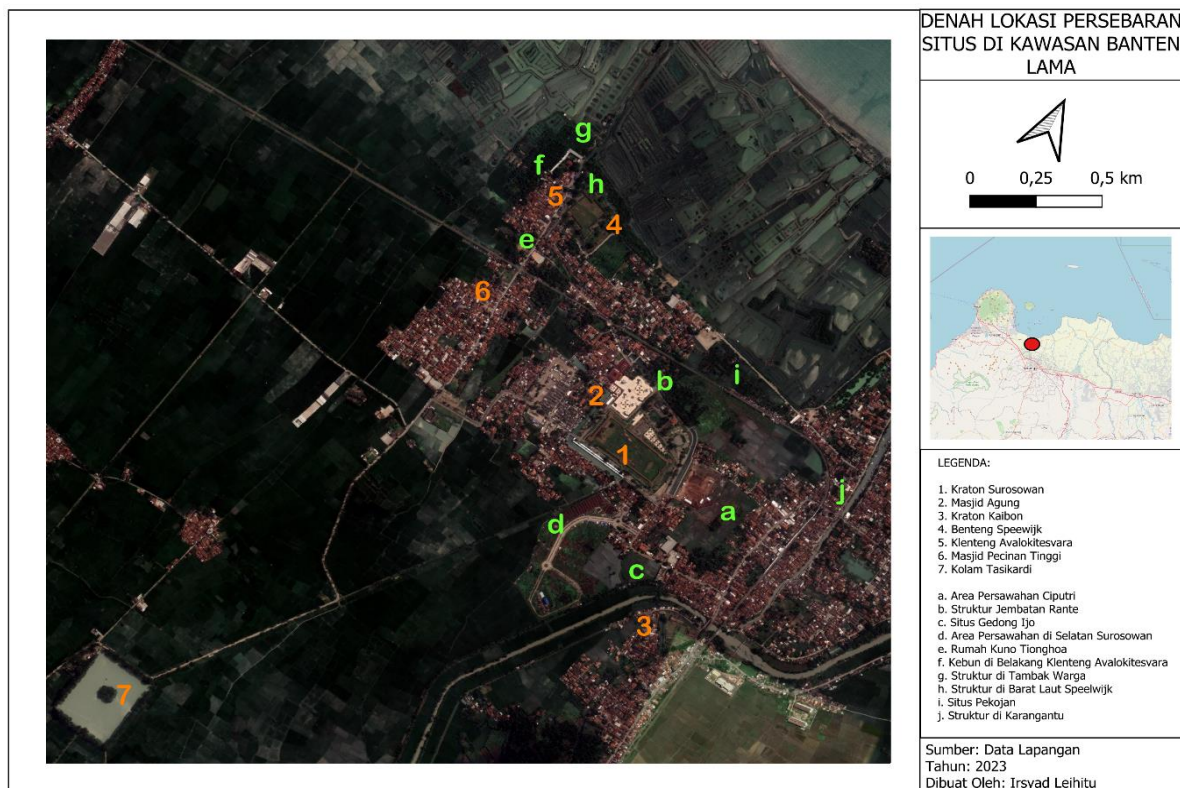 DENAH LOKASI PERSEBARAN
SITUS DI KAWASAN BANTEN
LAMA
0 0,25 0,5 km
LEGENDA:
1. Kraton Surosowan
2. Masjid Agung
3. Kraton Kaibon
4. Benteng Speewijk
5. Klenteng Avalokitesvara
6. Masjid Pecinan Tinggi
7. Kolam Tasikardi
a. Area Persawahan Ciputri
b. Struktur Jembatan Rante
c. Situs Gedong Ijo
d. Area Persawahan di Selatan Surosowan
e. Rumah Kuno Tionghoa
f. Kebun di Belakang Klenteng Avalokitesvara
g. Struktur di Tambak Warga
h. Struktur di Barat Laut Speelwijk
i. Situs Pekojan
j. Struktur di Karangantu
Sumber: Data Lapangan
Tahun: 2023
Dibuat Oleh: Irsyad Leihitu
g
f
h
5
4
e
6
i
b
2
1
j
a
d
c
3
7